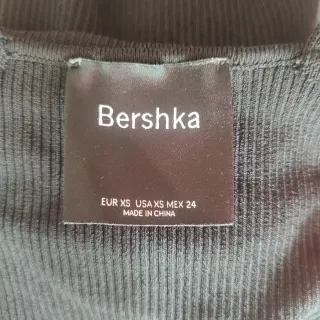 Bershka
EUR XS USA XS MEX 24
MADE IN CHINA